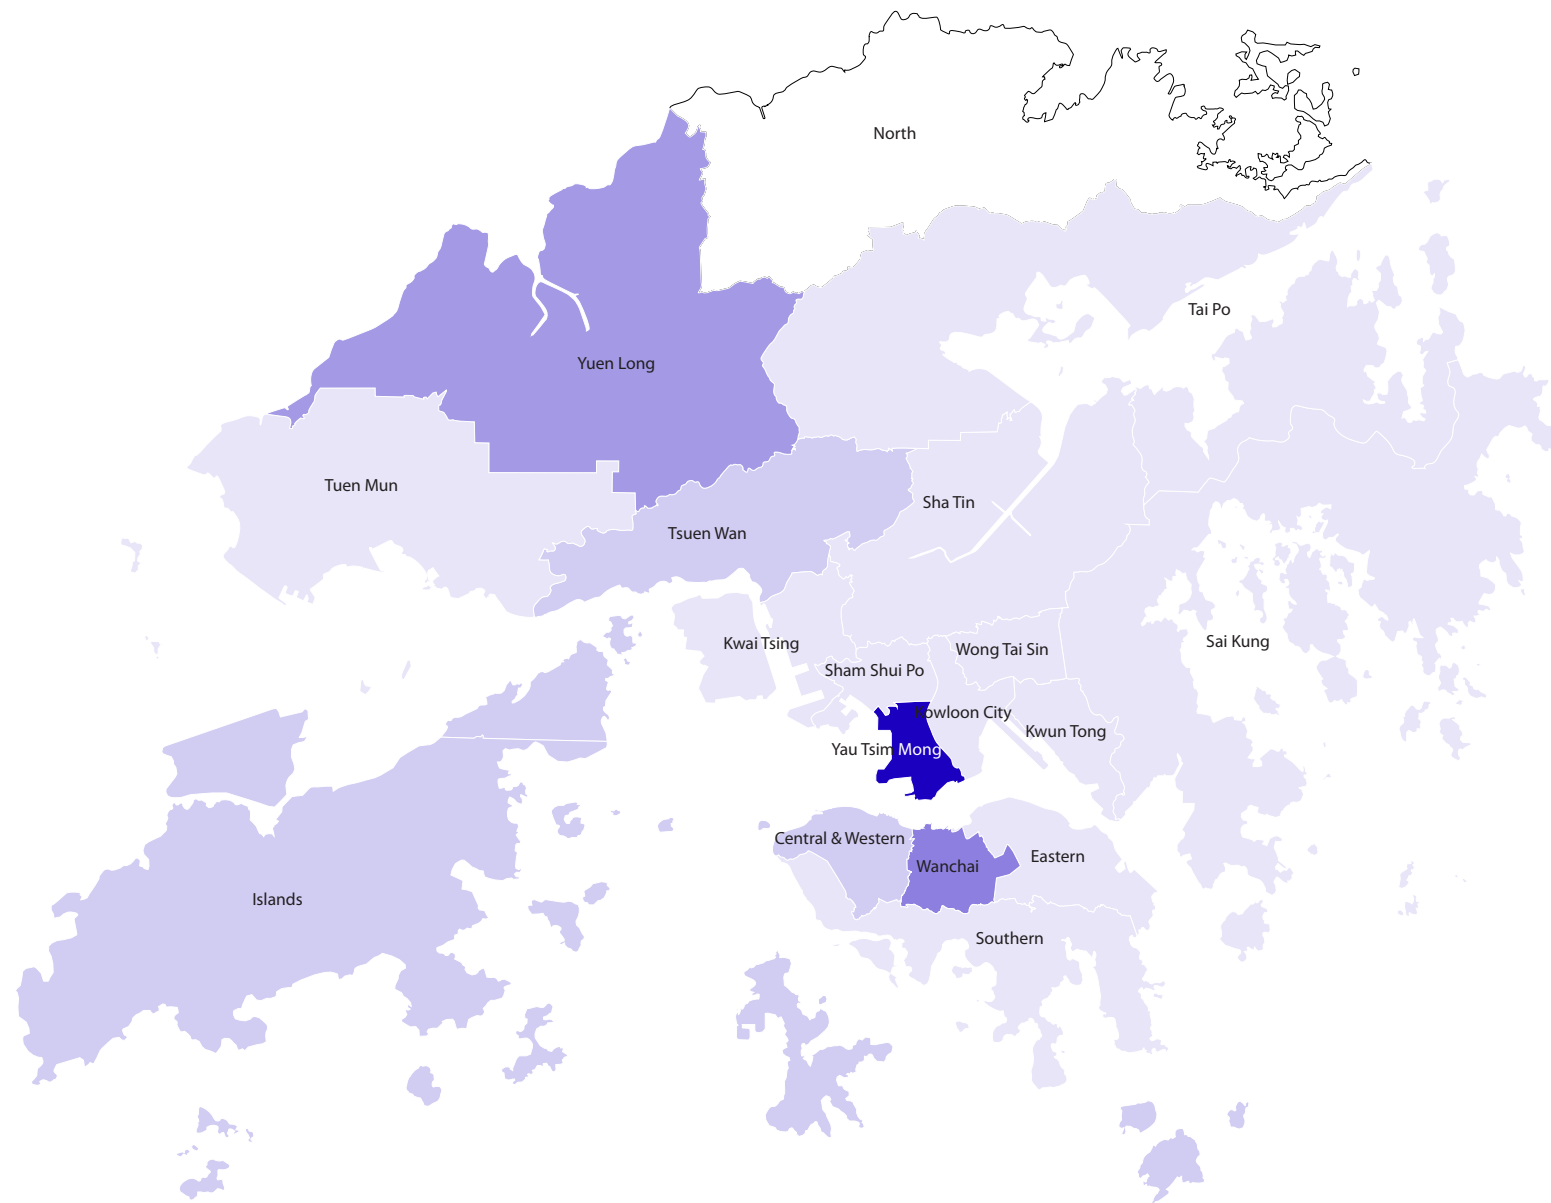 North
Tai Po
Yuen Long
Tuen Mun
Sha Tin
Tsuen Wan
Kwai Tsing
Wong Tai Sin
Sai Kung
Sham Shui Po
Kowloon City
Kwun Tong
Yau Tsim Mong
Central & Western
Eastern
Wanchai
Islands
Southern